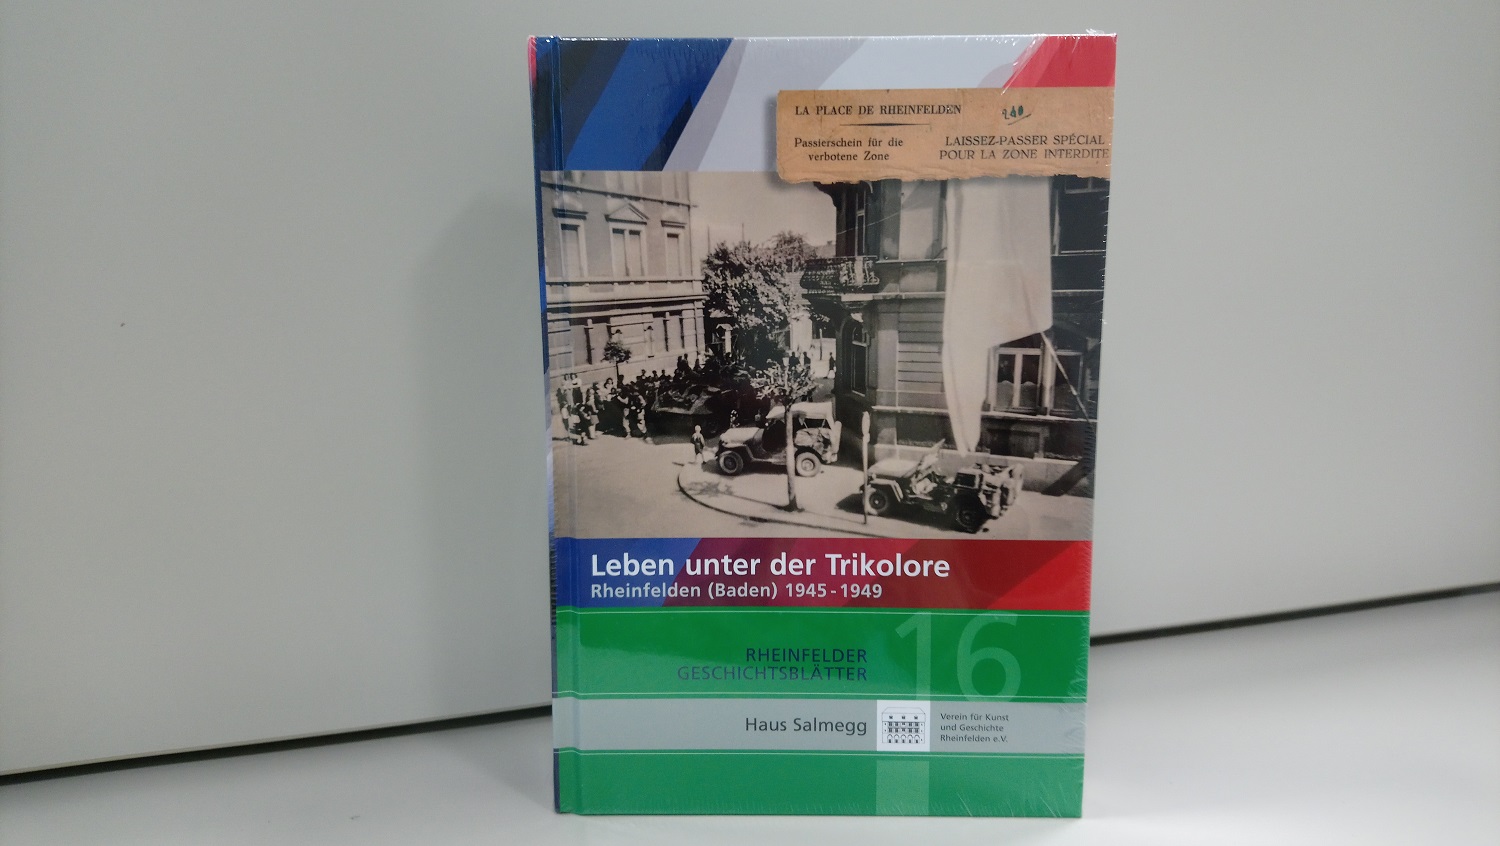 LA PLACE DE RHEINFELDEN
240
Passierschein für die
verbotene Zone
LAISSEZ-PASSER SPÉCIAL
POUR LA ZONE INTERDITE
Leben unter der Trikolore
Rheinfelden (Baden) 1945-1949
16
RHEINFELDER
GESCHICHTSBLÄTTER
Haus Salmegg
Verein für Kunst
und Geschichte
Rheinfelden e.V.